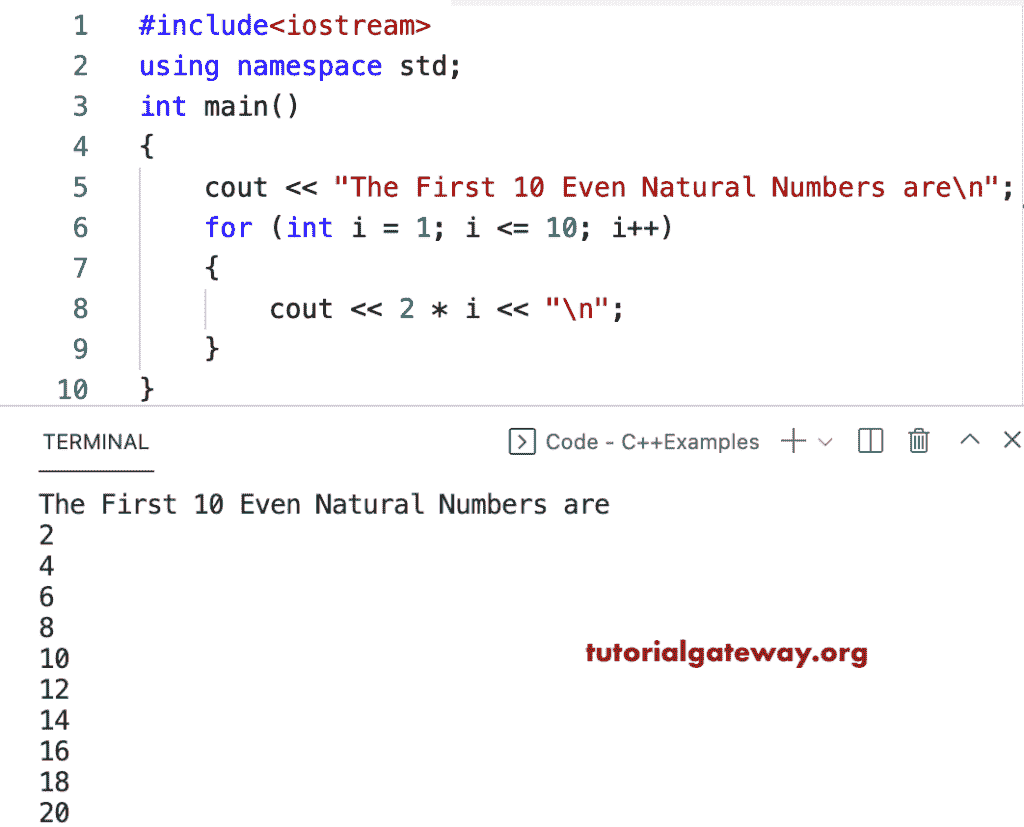 1 #include<iostream>
2 using namespace std;
3 int main()
4 {
5 cout << "The First 10 Even Natural Numbers are\n";
6 for (int i = 1; i <= 10; i++)
7 {
8 cout << 2 * i << "\n";
9 }
10 }
TERMINAL Code - C++Examples
The First 10 Even Natural Numbers are
2
4
6
8
10
tutorialgateway.org
12
14
16
18
20